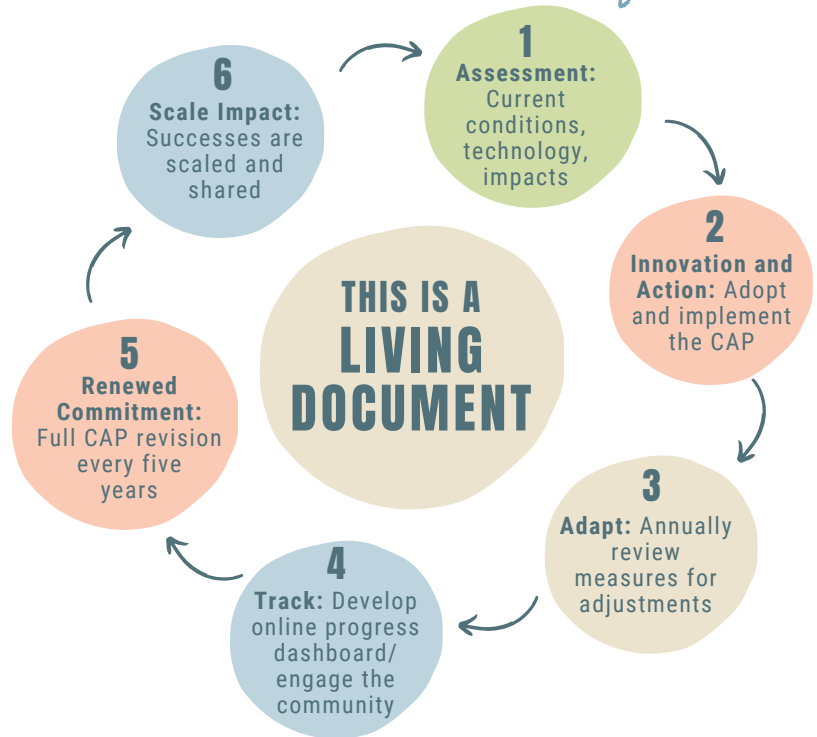 1
Assessment:
Current
conditions,
technology,
impacts
2
Innovation and
Action: Adopt
and implement
the CAP
3
Adapt: Annually
review
measures for
adjustments
4
Track: Develop
online progress
dashboard/
engage the
community
5
Renewed
Commitment:
Full CAP revision
every five
years
6
Scale Impact:
Successes are
scaled and
shared
THIS IS A
LIVING
DOCUMENT